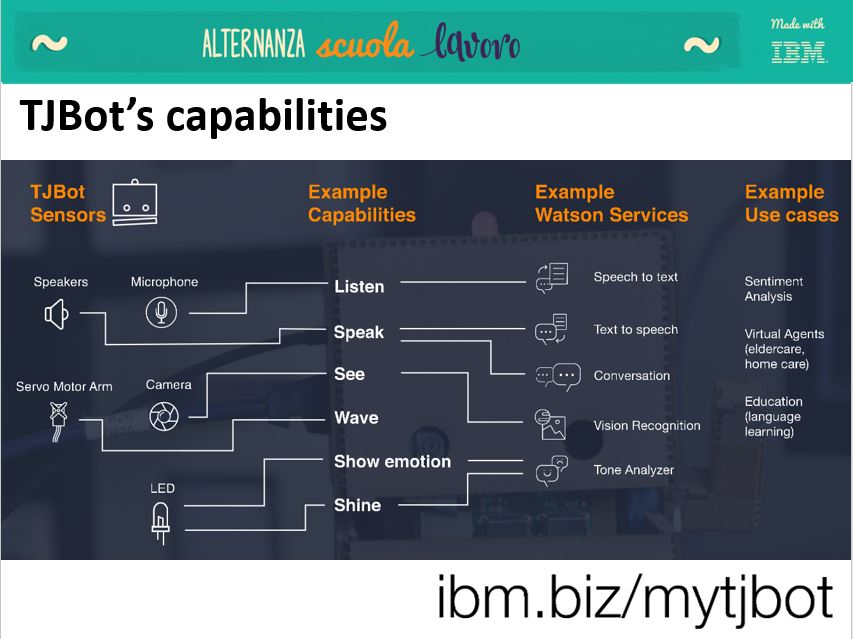 ALTERNANZA scuola lavoro
Made with
IBM
TJBot's capabilities
TJBot
Sensors
Example
Capabilities
Example
Watson Services
Example
Use cases
Speakers
Microphone
Servo Motor Arm
Camera
LED
Listen
Speak
See
Wave
Show emotion
Shine
Speech to text
Text to speech
Conversation
Vision Recognition
Tone Analyzer
Sentiment
Analysis
Virtual Agents
(eldercare,
home care)
Education
(language
learning)
ibm.biz/mytjbot